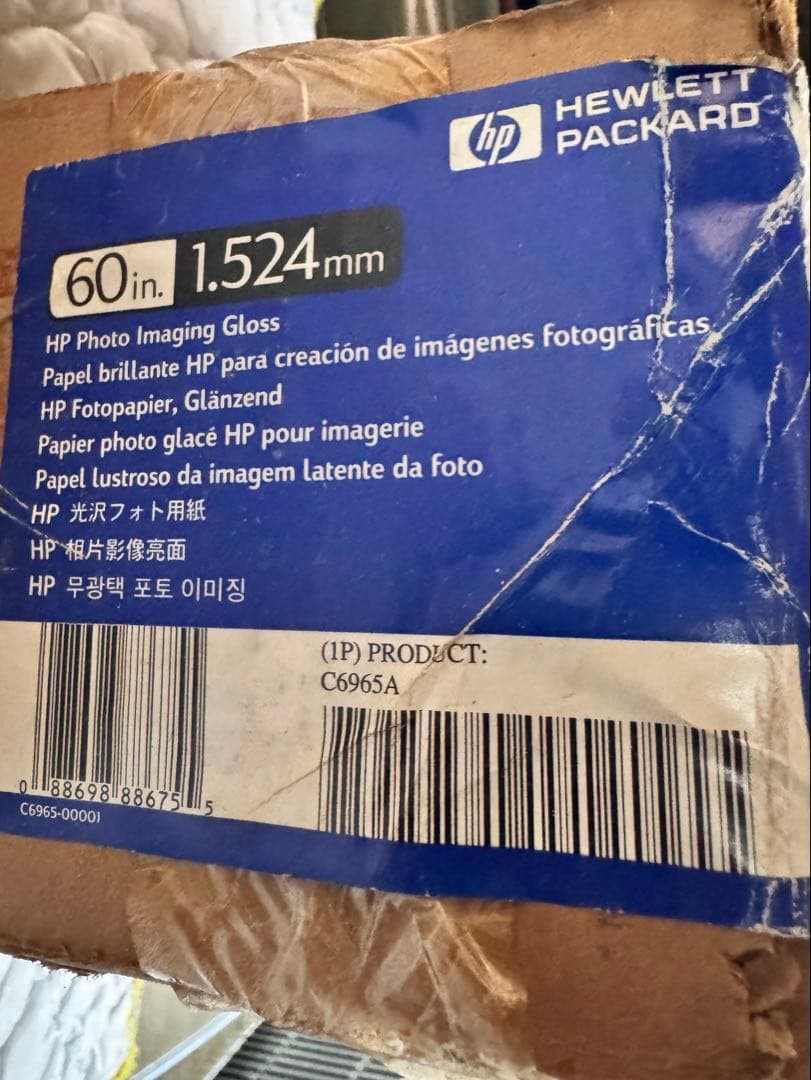 hp HEWLETT
PACKARD
60in. 1.524mm
HP Photo Imaging Gloss
Papel brillante HP para creación de imágenes fotográficas
HP Fotopapier, Glänzend
Papier photo glacé HP pour imagerie
Papel lustroso da imagem latente da foto
HP 光沢フォト用紙
HP 相片影像亮面
HP 무광택 포토 이미징
(1P) PRODUCT:
C6965A
0 88698 88675 5
C6965-00001